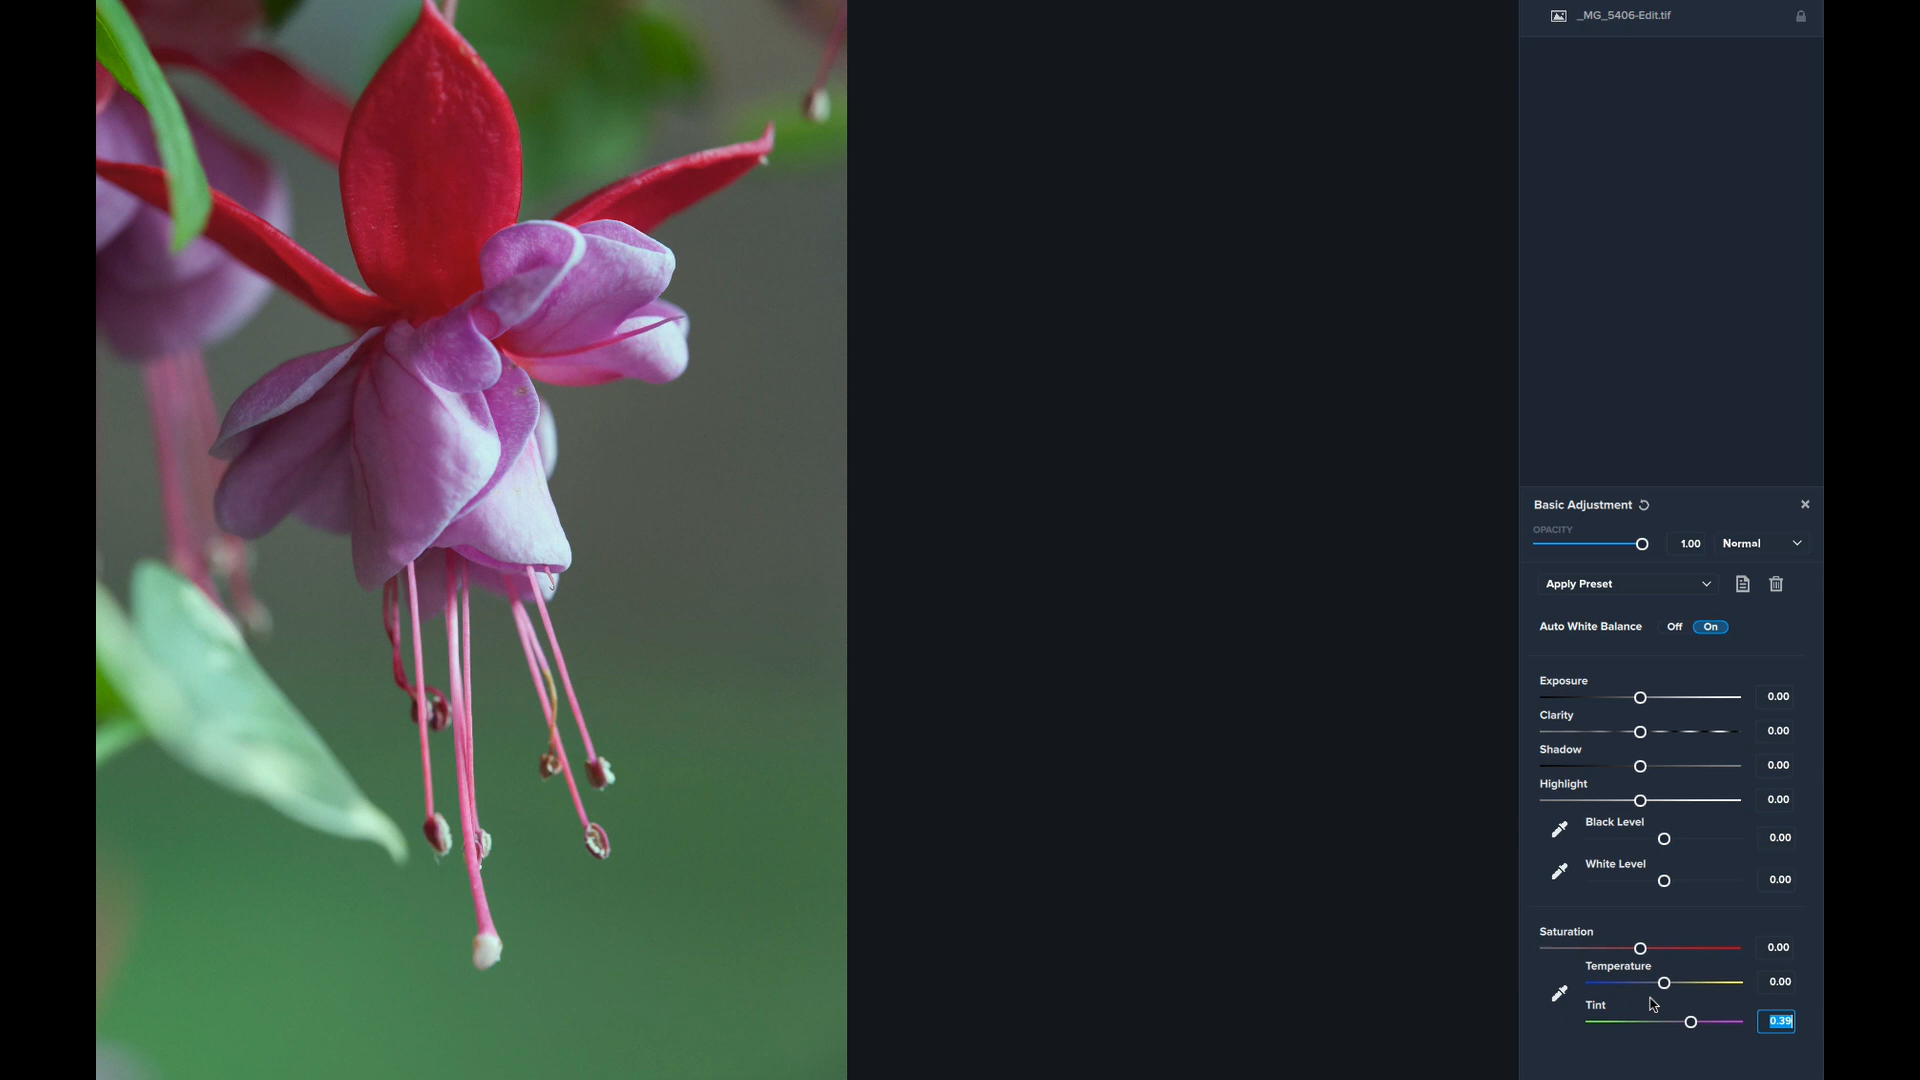 _MG_5406-Edit.tif
Basic Adjustment
OPACITY
1.00 Normal
Apply Preset
Auto White Balance Off On
Exposure
0.00
Clarity
0.00
Shadow
0.00
Highlight
0.00
Black Level
0.00
White Level
0.00
Saturation
0.00
Temperature
0.00
Tint
0.39